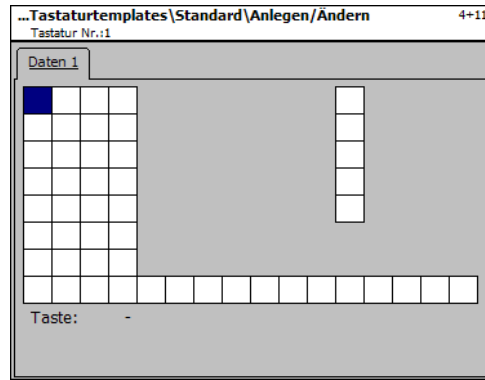 ...Tastaturtemplates\Standard\Anlegen/Ändern 4+11
Tastatur Nr.:1
Daten 1
Taste: -